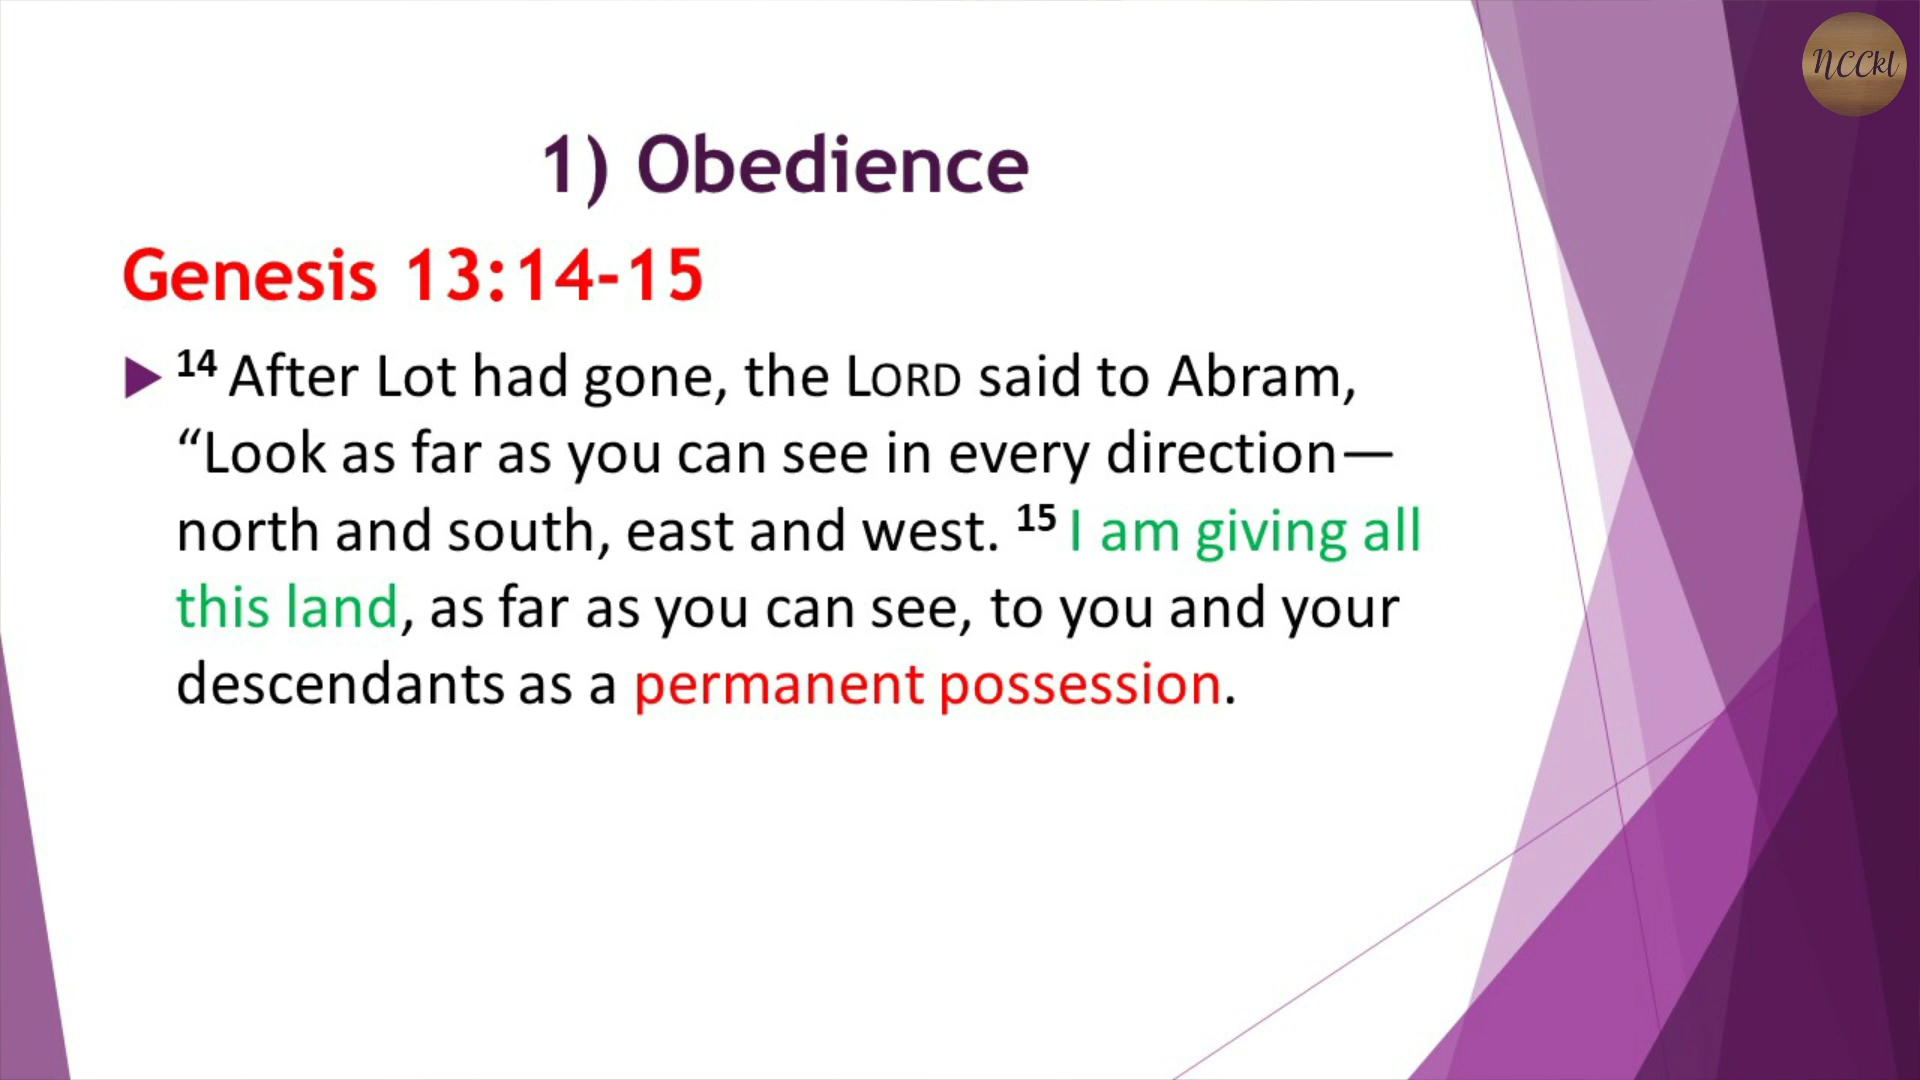 NCCkl
1) Obedience
Genesis 13:14-15
14 After Lot had gone, the LORD said to Abram,
“Look as far as you can see in every direction—
north and south, east and west. 15 I am giving all
this land, as far as you can see, to you and your
descendants as a permanent possession.